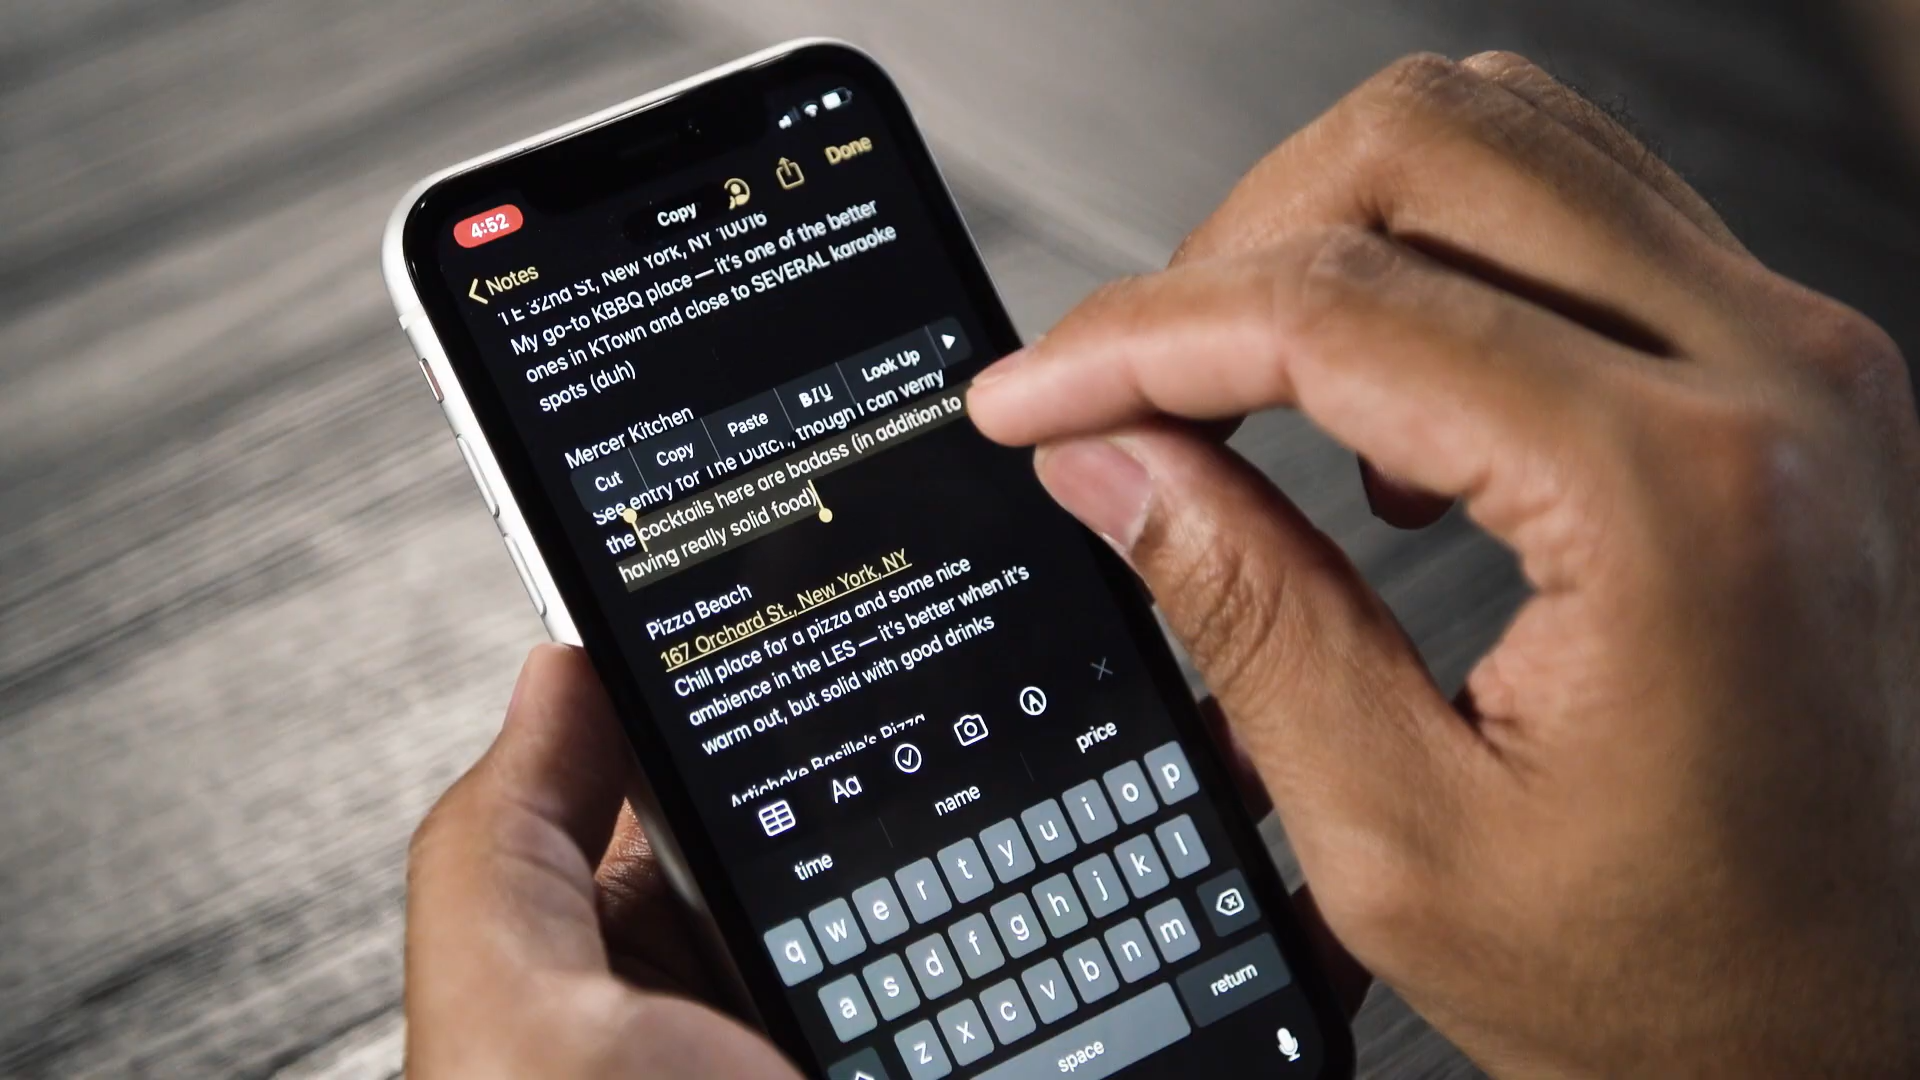 4:52
Copy
Done
Notes
1 E 32nd St, New York, NY 10016
My go-to KBBQ place — it's one of the better
ones in KTown and close to SEVERAL karaoke
spots (duh)
Mercer Kitchen
Cut
Copy
Paste
BIU
Look Up
See entry for The Dutch, though I can verify
the cocktails here are badass (in addition to
having really solid food)
Pizza Beach
167 Orchard St., New York, NY
Chill place for a pizza and some nice
ambience in the LES — it's better when it's
warm out, but solid with good drinks
Artichoke Basille's Pizza
Aa
time
name
price
q w e r t y u i o p
a s d f g h j k l
z x c v b n m
space
return